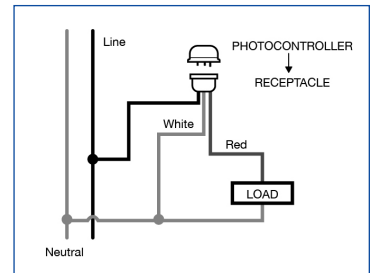 Line
PHOTOCONTROLLER
RECEPTACLE
White
Red
LOAD
Neutral